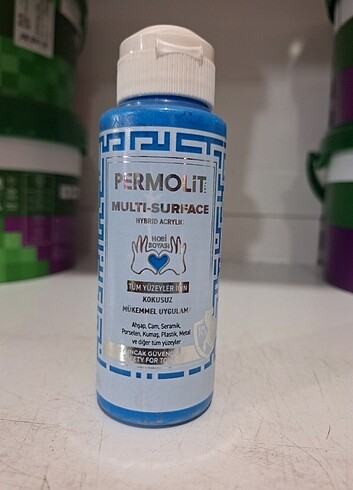 PERMOLİT
MULTI-SURFACE
HYBRID ACRYLIC
HOBİ
BOYASI
TÜM YÜZEYLER İÇİN
KOKUSUZ
MÜKEMMEL UYGULAMA
Ahşap, Cam, Seramik,
Porselen, Kumaş, Plastik, Metal
ve diğer tüm yüzeyler